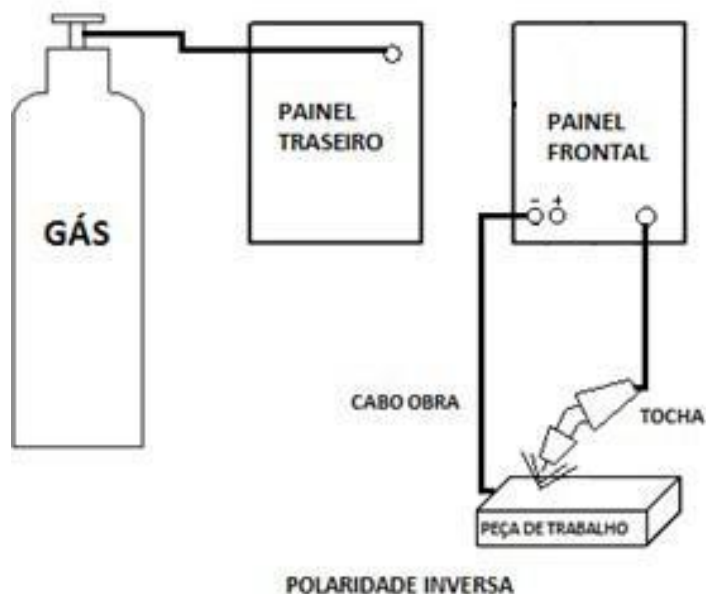 GÁS
PAINEL
TRASEIRO
PAINEL
FRONTAL
- +
CABO OBRA
TOCHA
PEÇA DE TRABALHO
POLARIDADE INVERSA